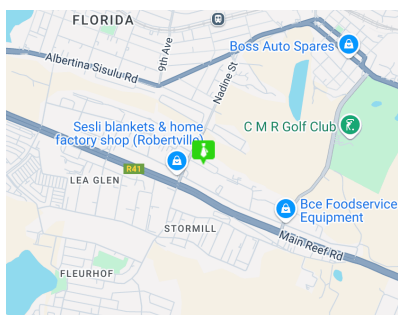 FLORIDA
9th Ave
Boss Auto Spares
Albertina Sisulu Rd
Nadine St
Sesli blankets & home
factory shop (Robertville)
C M R Golf Club
R41
LEA GLEN
Bce Foodservice
Equipment
STORMILL
Main Reef Rd
FLEURHOF